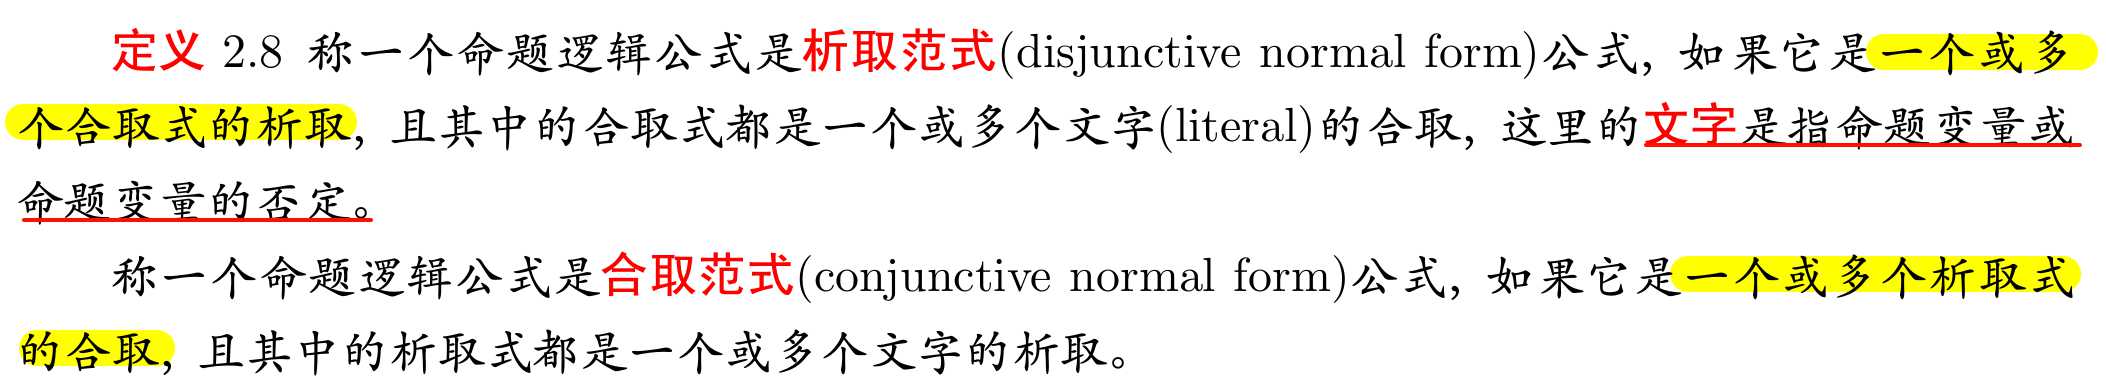 定义 2.8 称一个命题逻辑公式是析取范式(disjunctive normal form)公式, 如果它是一个或多
个合取式的析取, 且其中的合取式都是一个或多个文字(literal)的合取, 这里的文字是指命题变量或
命题变量的否定。
称一个命题逻辑公式是合取范式(conjunctive normal form)公式, 如果它是一个或多个析取式
的合取, 且其中的析取式都是一个或多个文字的析取。